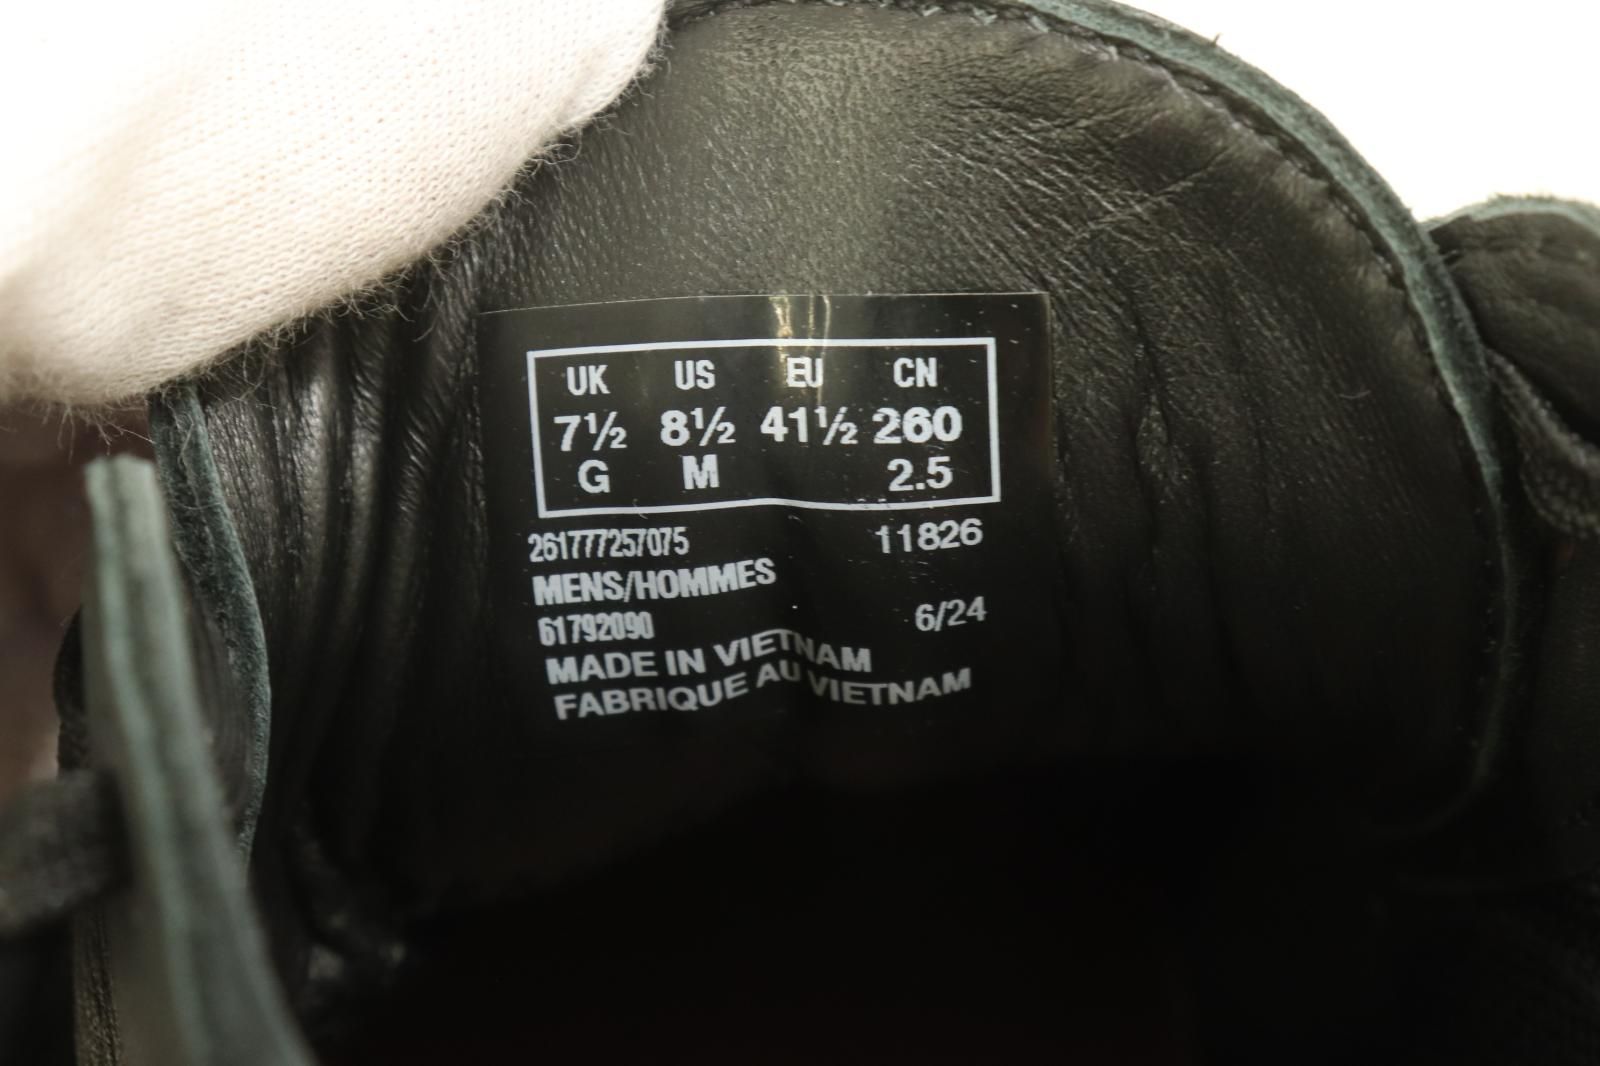 UK US EU CN
7½ 8½ 41½ 260
G M 2.5
261777257075 11826
MENS/HOMMES
61792090 6/24
MADE IN VIETNAM
FABRIQUE AU VIETNAM